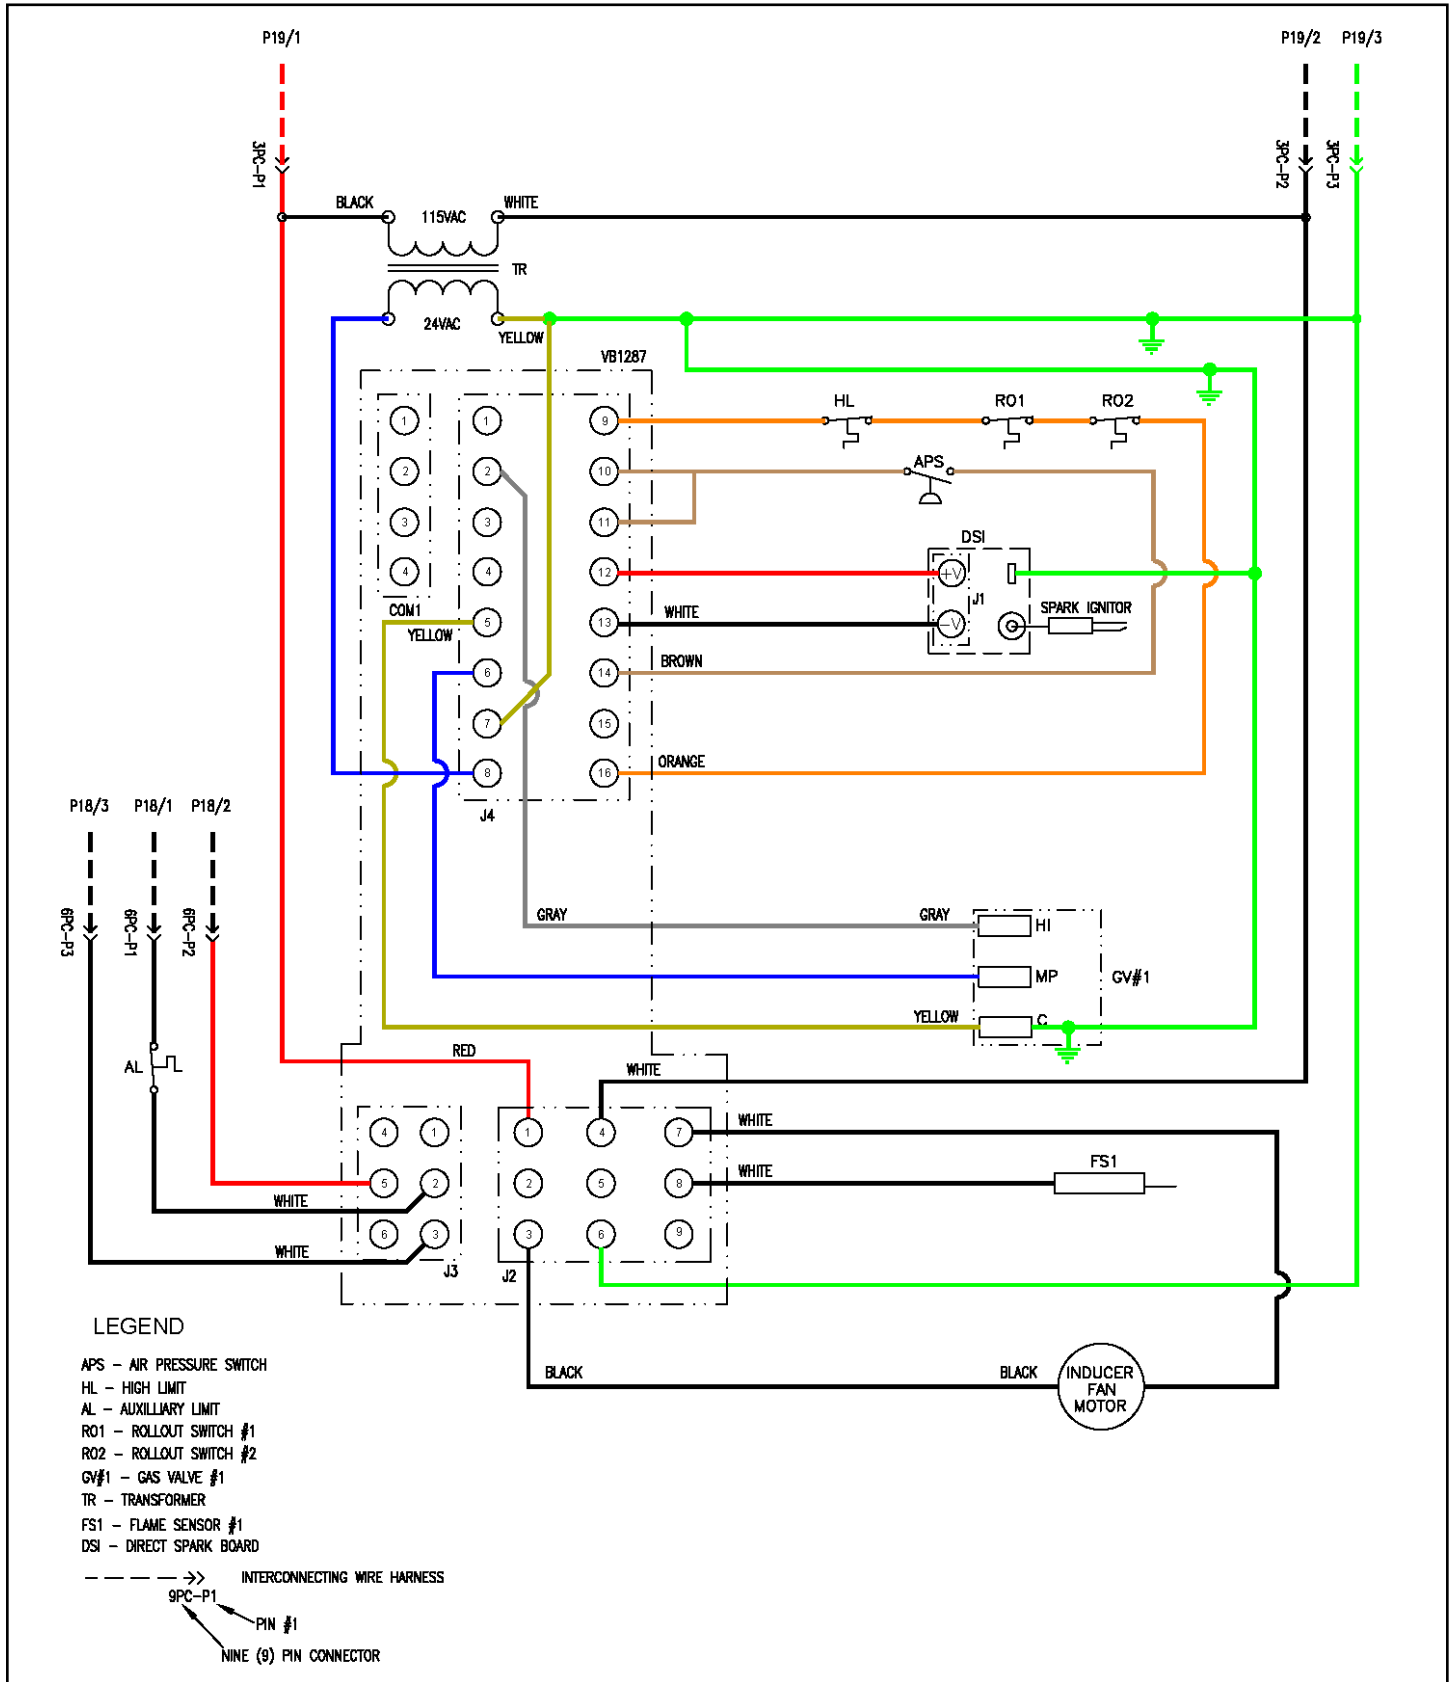 P19/1
P19/2 P19/3
3PC-P1
3PC-P2
3PC-P3
BLACK 115VAC WHITE
TR
24VAC
YELLOW
VB1287
1 1 9 HL RO1 RO2
2 2 10 APS
3 3 11
DSI
4 4 12 +V
J1
COM1
YELLOW 5 13 WHITE -V SPARK IGNITOR
6 14 BROWN
7 15
8 16 ORANGE
J4
P18/3 P18/1 P18/2
6PC-P3
6PC-P1
6PC-P2
GRAY GRAY HI
MP GV#1
YELLOW C
RED
AL WHITE
4 1 1 4 7 WHITE
5 2 2 5 8 WHITE FS1
WHITE
6 3 3 6 9
WHITE
J3 J2
LEGEND
APS - AIR PRESSURE SWITCH
HL - HIGH LIMIT
AL - AUXILLIARY LIMIT
RO1 - ROLLOUT SWITCH #1
RO2 - ROLLOUT SWITCH #2
GV#1 - GAS VALVE #1
TR - TRANSFORMER
FS1 - FLAME SENSOR #1
DSI - DIRECT SPARK BOARD
BLACK BLACK
INDUCER
FAN
MOTOR
INTERCONNECTING WIRE HARNESS
9PC-P1
PIN #1
NINE (9) PIN CONNECTOR